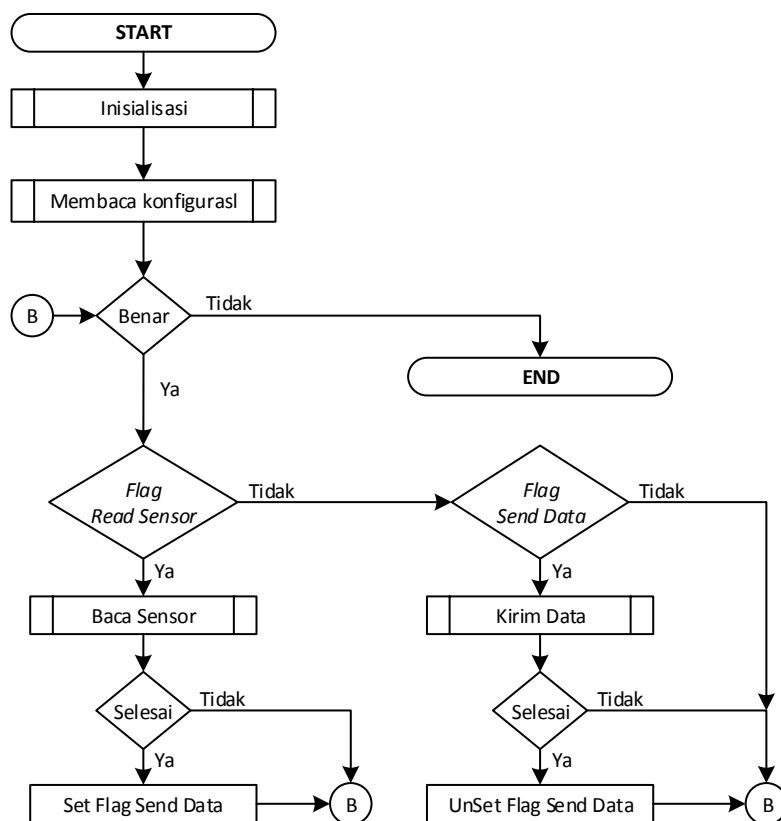 START
Inisialisasi
Membaca konfigurasI
B
Benar
Tidak
END
Ya
Flag
Read Sensor
Tidak
Flag
Send Data
Tidak
Ya
Ya
Baca Sensor
Kirim Data
Selesai
Tidak
Selesai
Tidak
Ya
Ya
Set Flag Send Data
B
UnSet Flag Send Data
B